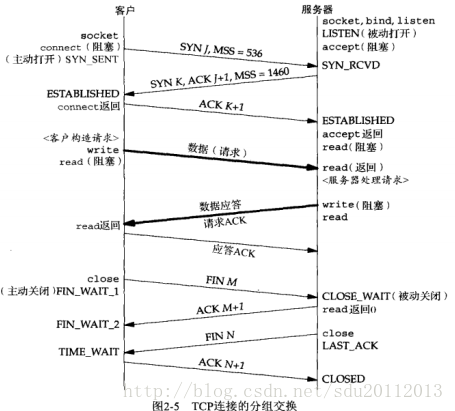 客户
服务器
socket
connect(阻塞)
(主动打开)SYN_SENT
socket, bind, listen
LISTEN(被动打开)
accept(阻塞)
SYN J, MSS = 536
SYN_RCVD
SYN K, ACK J+1, MSS = 1460
ESTABLISHED
connect返回
ACK K+1
ESTABLISHED
accept返回
read(阻塞)
<客户构造请求>
write
read(阻塞)
数据(请求)
read(返回)
<服务器处理请求>
write(阻塞)
read
数据应答
请求ACK
read返回
应答ACK
close
(主动关闭)FIN_WAIT_1
FIN M
CLOSE_WAIT(被动关闭)
read返回0
ACK M+1
FIN_WAIT_2
close
LAST_ACK
FIN N
TIME_WAIT
ACK N+1
CLOSED
http://blog.csdn.net/sdu20112013
图2-5 TCP连接的分组交换